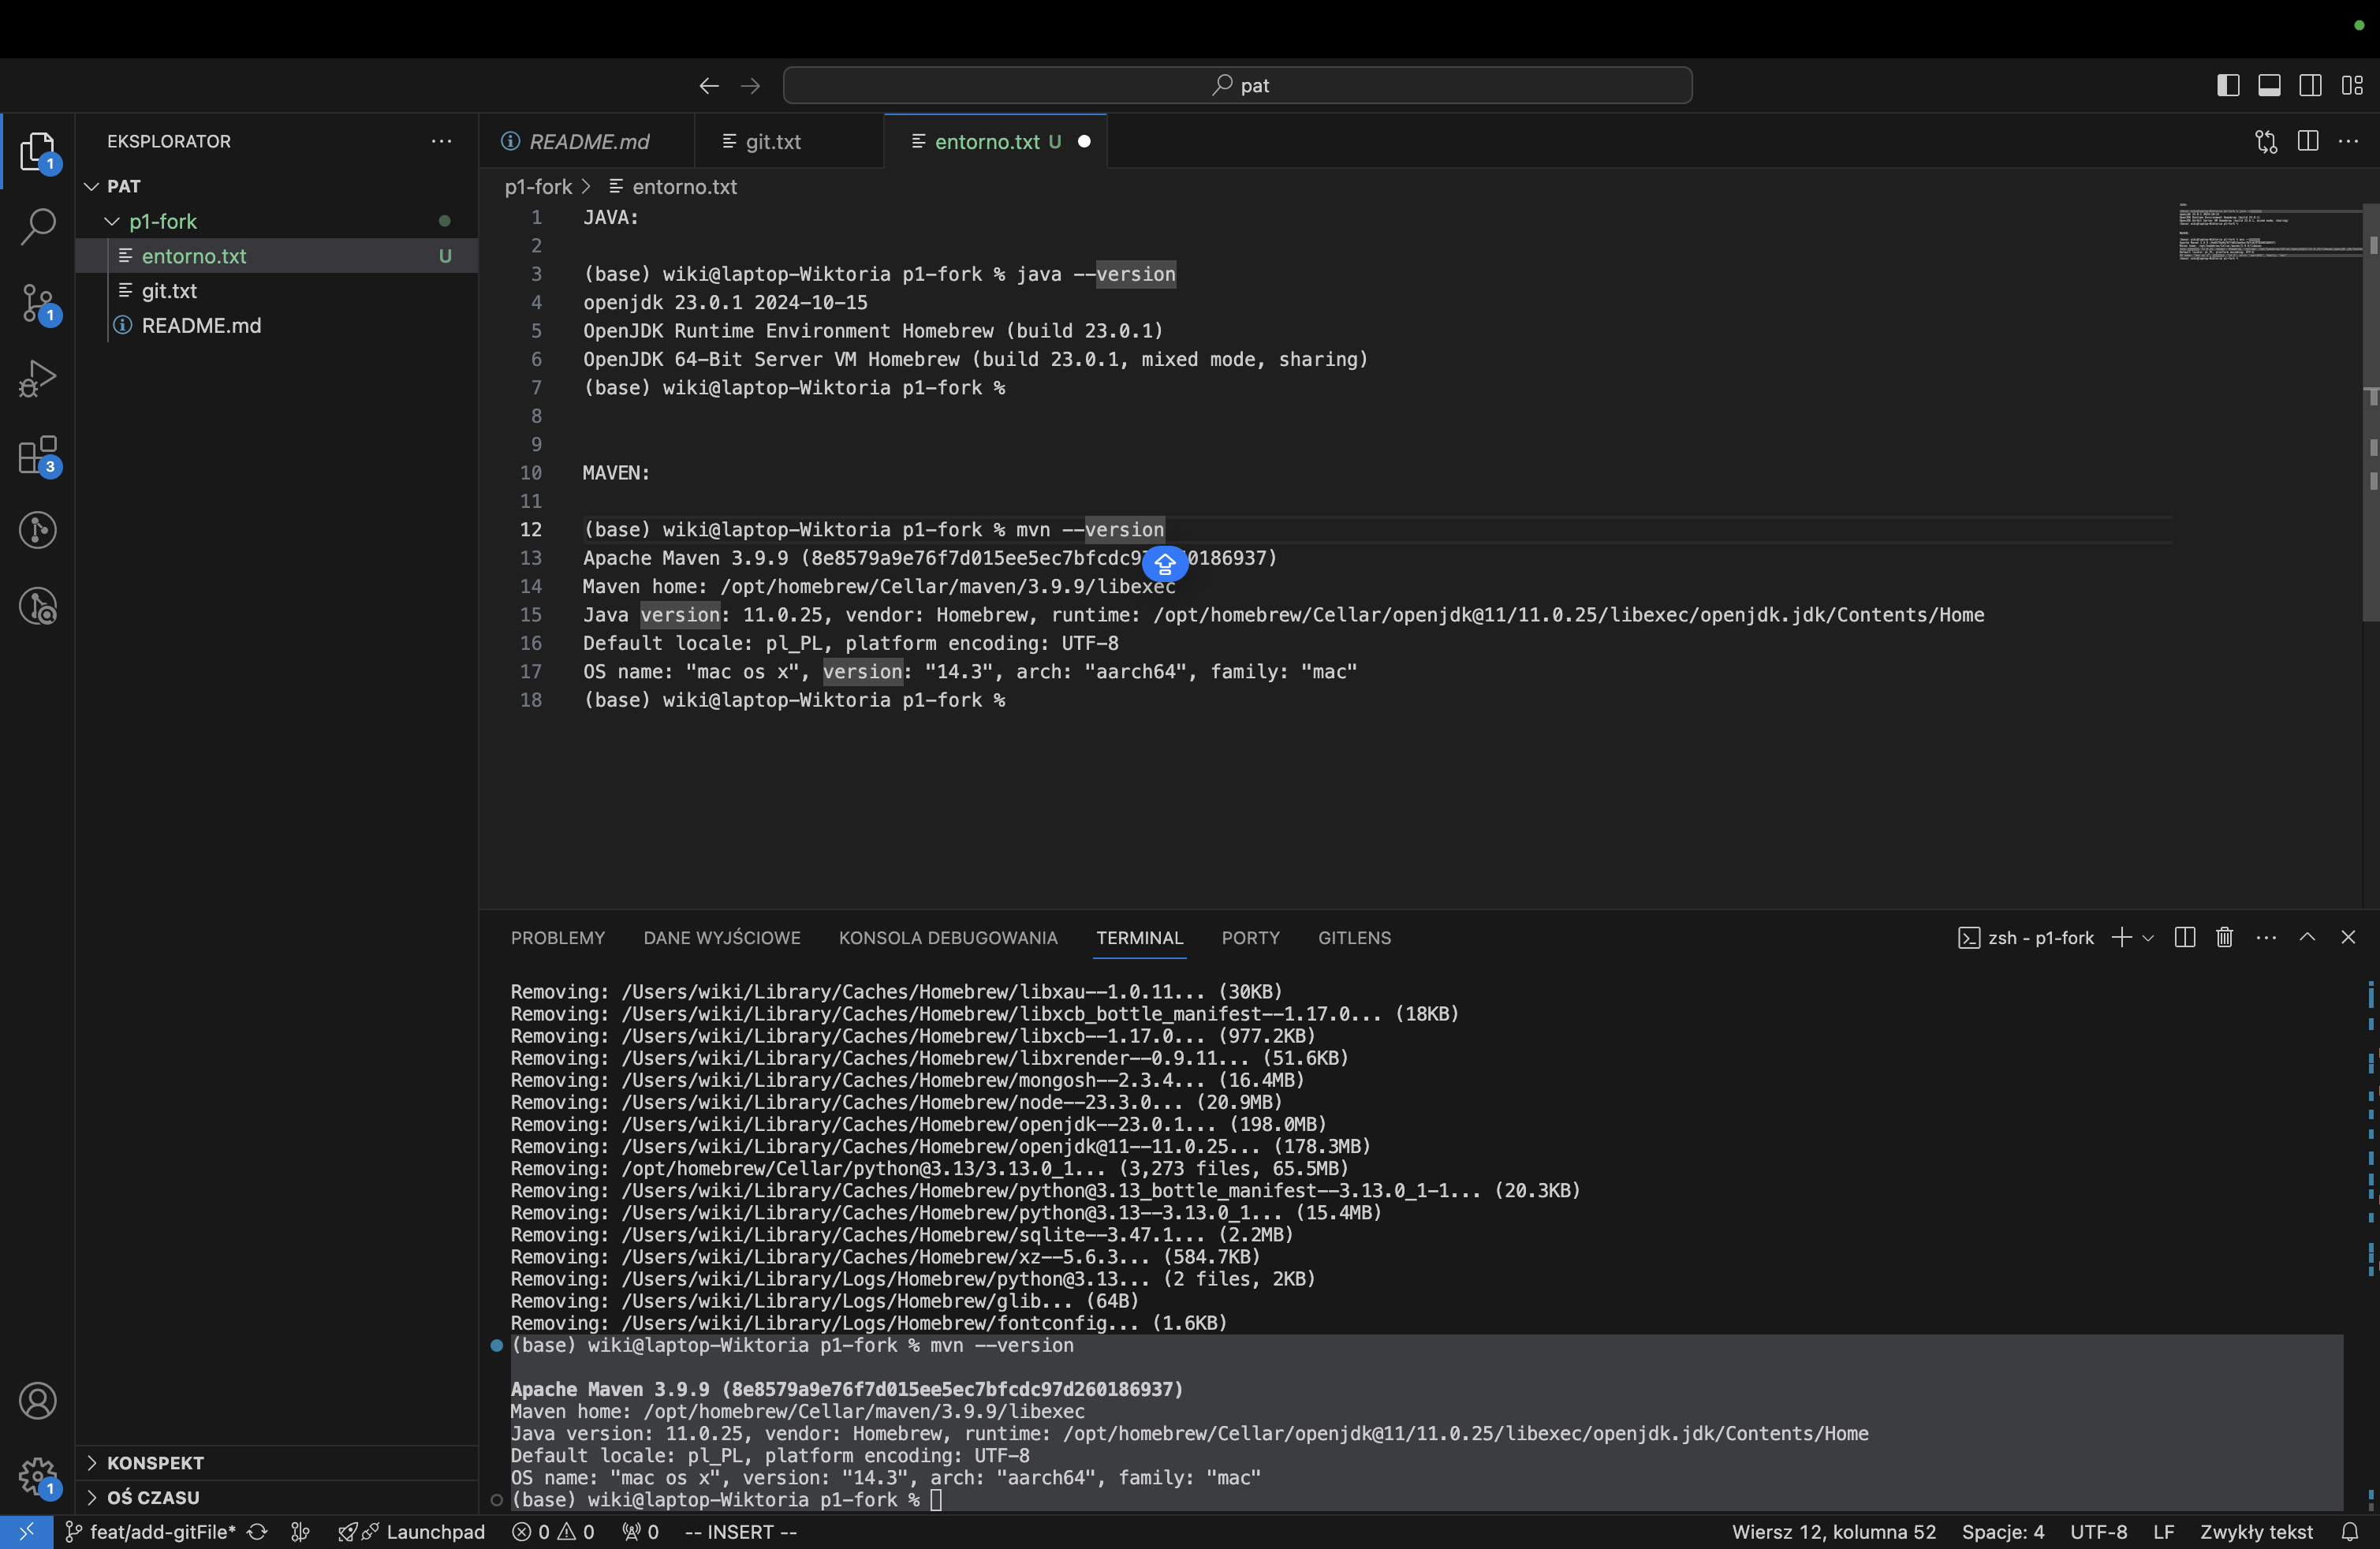 pat
EKSPLORATOR
PAT
p1-fork
entorno.txt U
git.txt
README.md
README.md
git.txt
entorno.txt U
p1-fork > entorno.txt
1 JAVA:
2
3 (base) wiki@laptop-Wiktoria p1-fork % java --version
4 openjdk 23.0.1 2024-10-15
5 OpenJDK Runtime Environment Homebrew (build 23.0.1)
6 OpenJDK 64-Bit Server VM Homebrew (build 23.0.1, mixed mode, sharing)
7 (base) wiki@laptop-Wiktoria p1-fork %
8
9
10 MAVEN:
11
12 (base) wiki@laptop-Wiktoria p1-fork % mvn --version
13 Apache Maven 3.9.9 (8e8579a9e76f7d015ee5ec7bfcdc97 0186937)
14 Maven home: /opt/homebrew/Cellar/maven/3.9.9/libexec
15 Java version: 11.0.25, vendor: Homebrew, runtime: /opt/homebrew/Cellar/openjdk@11/11.0.25/libexec/openjdk.jdk/Contents/Home
16 Default locale: pl_PL, platform encoding: UTF-8
17 OS name: "mac os x", version: "14.3", arch: "aarch64", family: "mac"
18 (base) wiki@laptop-Wiktoria p1-fork %
PROBLEMY DANE WYJŚCIOWE KONSOLA DEBUGOWANIA TERMINAL PORTY GITLENS
zsh - p1-fork
Removing: /Users/wiki/Library/Caches/Homebrew/libxau--1.0.11... (30KB)
Removing: /Users/wiki/Library/Caches/Homebrew/libxcb_bottle_manifest--1.17.0... (18KB)
Removing: /Users/wiki/Library/Caches/Homebrew/libxcb--1.17.0... (977.2KB)
Removing: /Users/wiki/Library/Caches/Homebrew/libxrender--0.9.11... (51.6KB)
Removing: /Users/wiki/Library/Caches/Homebrew/mongosh--2.3.4... (16.4MB)
Removing: /Users/wiki/Library/Caches/Homebrew/node--23.3.0... (20.9MB)
Removing: /Users/wiki/Library/Caches/Homebrew/openjdk--23.0.1... (198.0MB)
Removing: /Users/wiki/Library/Caches/Homebrew/openjdk@11--11.0.25... (178.3MB)
Removing: /opt/homebrew/Cellar/python@3.13/3.13.0_1... (3,273 files, 65.5MB)
Removing: /Users/wiki/Library/Caches/Homebrew/python@3.13_bottle_manifest--3.13.0_1-1... (20.3KB)
Removing: /Users/wiki/Library/Caches/Homebrew/python@3.13--3.13.0_1... (15.4MB)
Removing: /Users/wiki/Library/Caches/Homebrew/sqlite--3.47.1... (2.2MB)
Removing: /Users/wiki/Library/Caches/Homebrew/xz--5.6.3... (584.7KB)
Removing: /Users/wiki/Library/Logs/Homebrew/python@3.13... (2 files, 2KB)
Removing: /Users/wiki/Library/Logs/Homebrew/glib... (64B)
Removing: /Users/wiki/Library/Logs/Homebrew/fontconfig... (1.6KB)
(base) wiki@laptop-Wiktoria p1-fork % mvn --version
Apache Maven 3.9.9 (8e8579a9e76f7d015ee5ec7bfcdc97d260186937)
Maven home: /opt/homebrew/Cellar/maven/3.9.9/libexec
Java version: 11.0.25, vendor: Homebrew, runtime: /opt/homebrew/Cellar/openjdk@11/11.0.25/libexec/openjdk.jdk/Contents/Home
Default locale: pl_PL, platform encoding: UTF-8
OS name: "mac os x", version: "14.3", arch: "aarch64", family: "mac"
(base) wiki@laptop-Wiktoria p1-fork %
KONSPEKT
OŚ CZASU
1
1
3
1
feat/add-gitFile* Launchpad 0 0 0 -- INSERT -- Wiersz 12, kolumna 52 Spacje: 4 UTF-8 LF Zwykły tekst